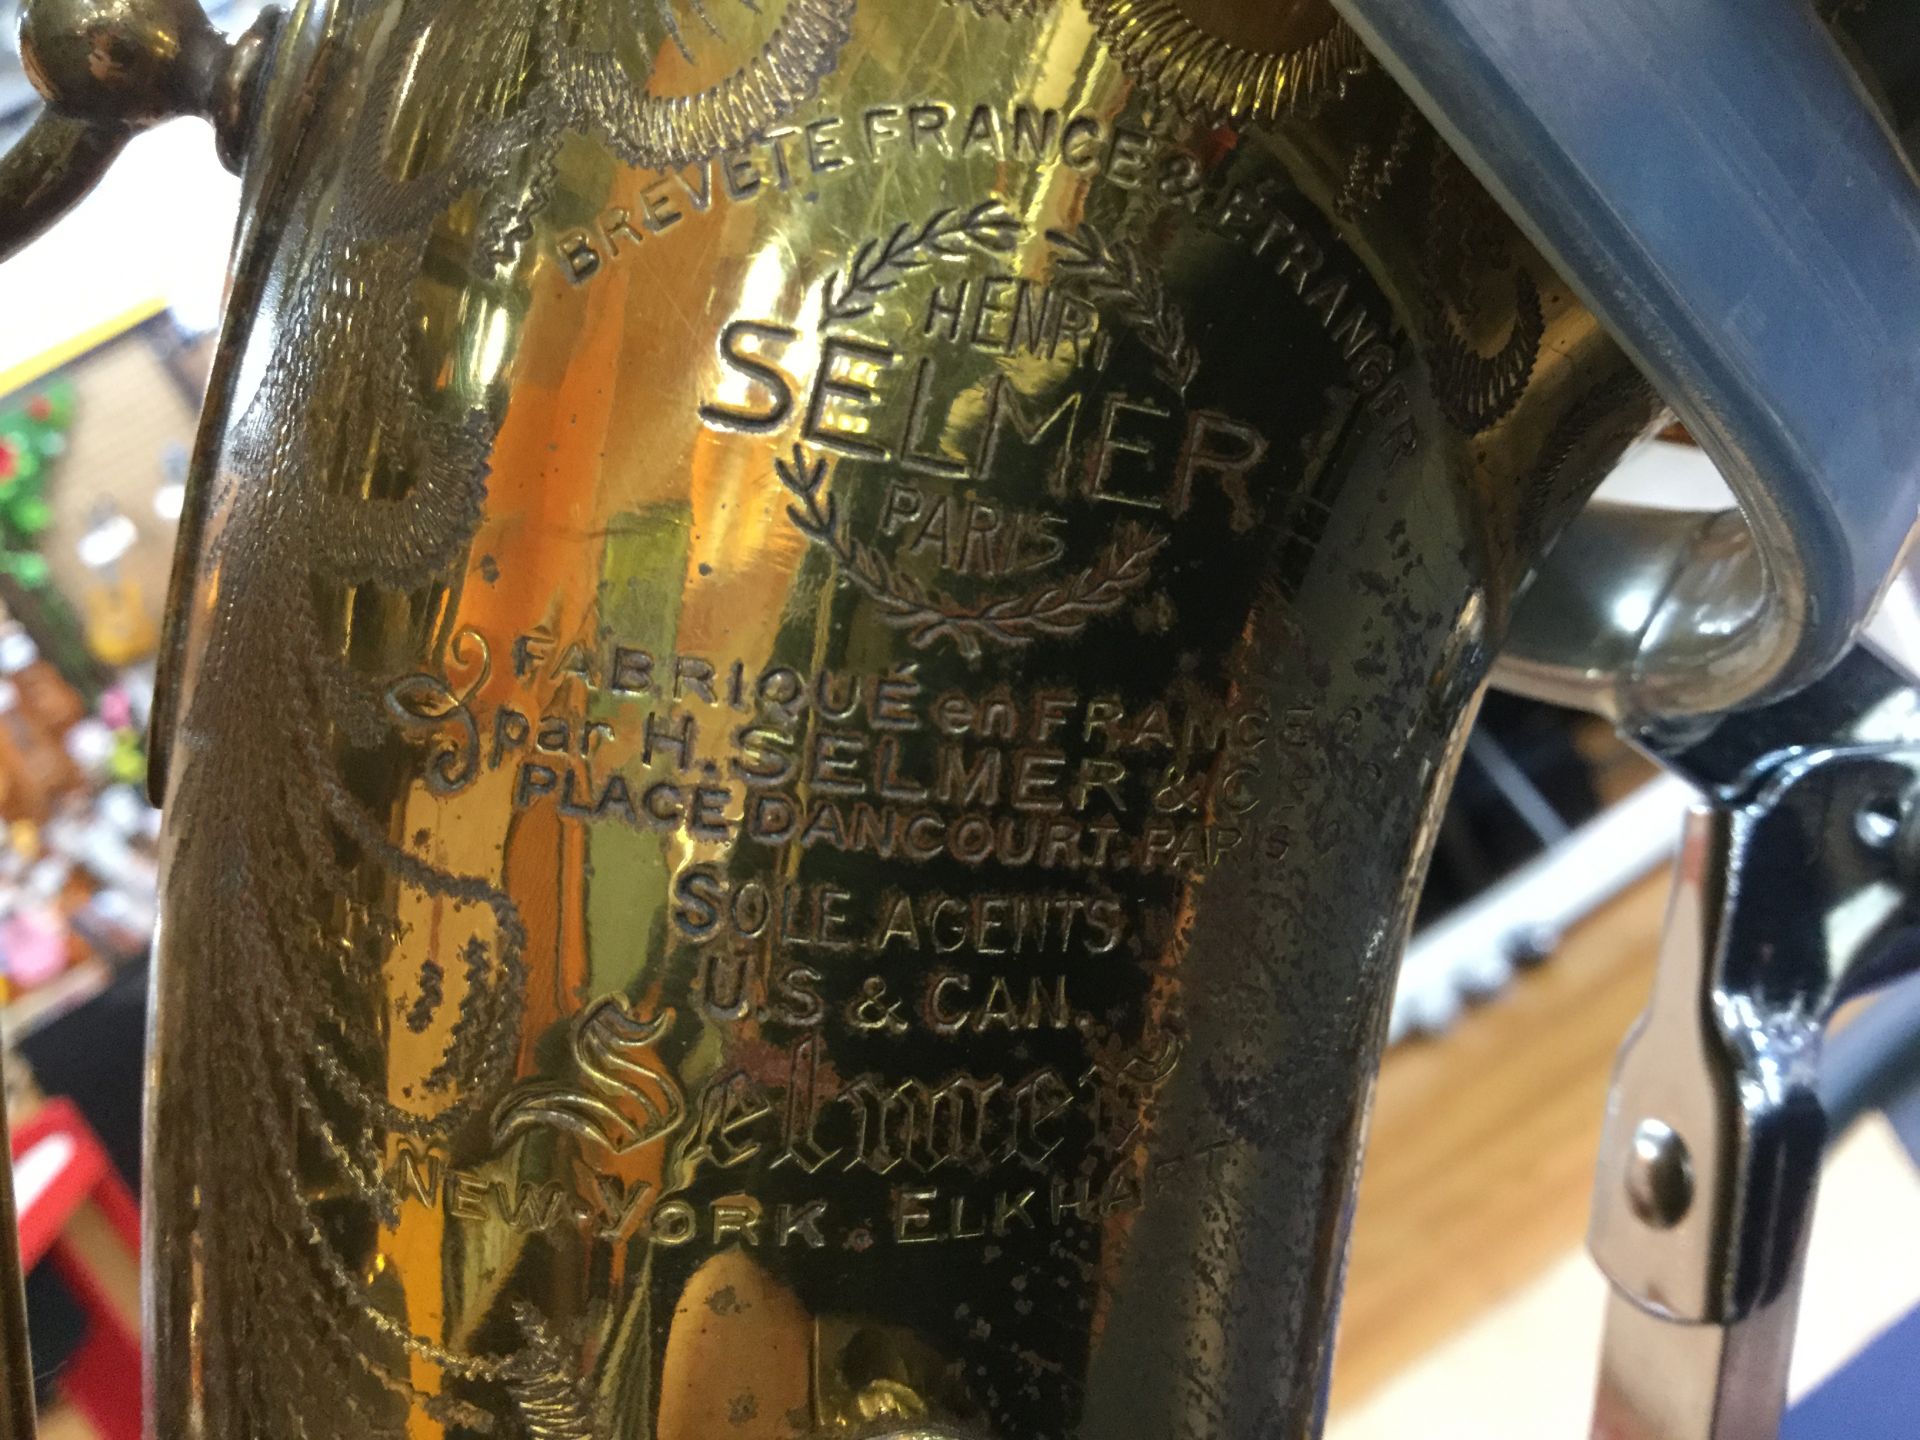 BREVETE FRANCE & ETRANGER
HENRI
SELMER
PARIS
FABRIQUÉ en FRANCE
par H. SELMER & C
PLACE DANCOURT. PARIS
SOLE AGENTS
U.S & CAN.
Selmer
NEW-YORK. ELKHART